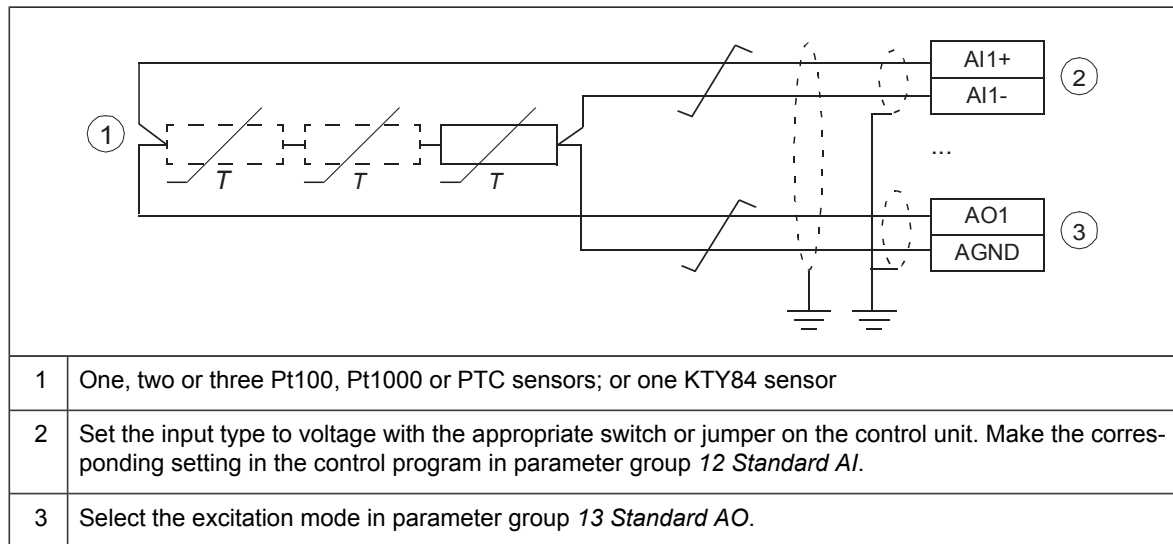 AI1+
1
2
AI1-
T
T
T
...
AO1
3
AGND
1 One, two or three Pt100, Pt1000 or PTC sensors; or one KTY84 sensor
2 Set the input type to voltage with the appropriate switch or jumper on the control unit. Make the corres-
ponding setting in the control program in parameter group 12 Standard AI.
3 Select the excitation mode in parameter group 13 Standard AO.